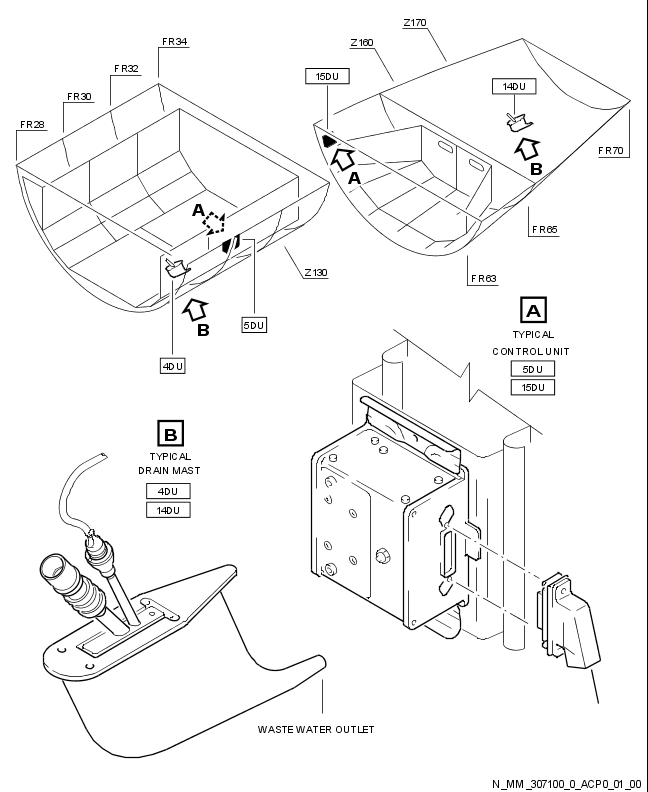 Z170
Z160
FR34
FR32
FR30
FR28
15DU
14DU
A
B
FR70
FR65
FR63
A
Z130
B
5DU
4DU
A
TYPICAL
CONTROL UNIT
5DU
15DU
B
TYPICAL
DRAIN MAST
4DU
14DU
WASTE WATER OUTLET
N_MM_307100_0_ACP0_01_00